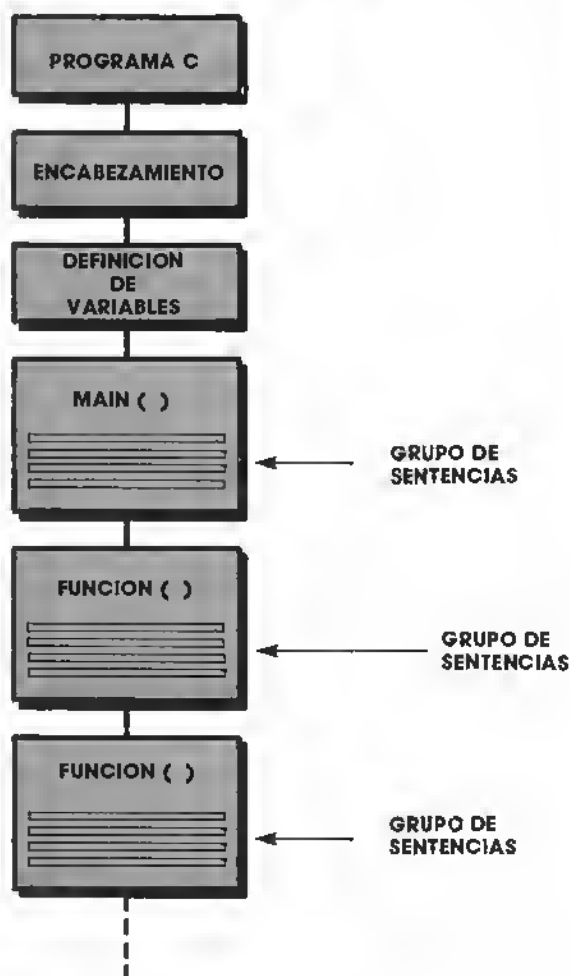 PROGRAMA C
ENCABEZAMIENTO
DEFINICION
DE
VARIABLES
MAIN ( )
GRUPO DE
SENTENCIAS
FUNCION ( )
GRUPO DE
SENTENCIAS
FUNCION ( )
GRUPO DE
SENTENCIAS